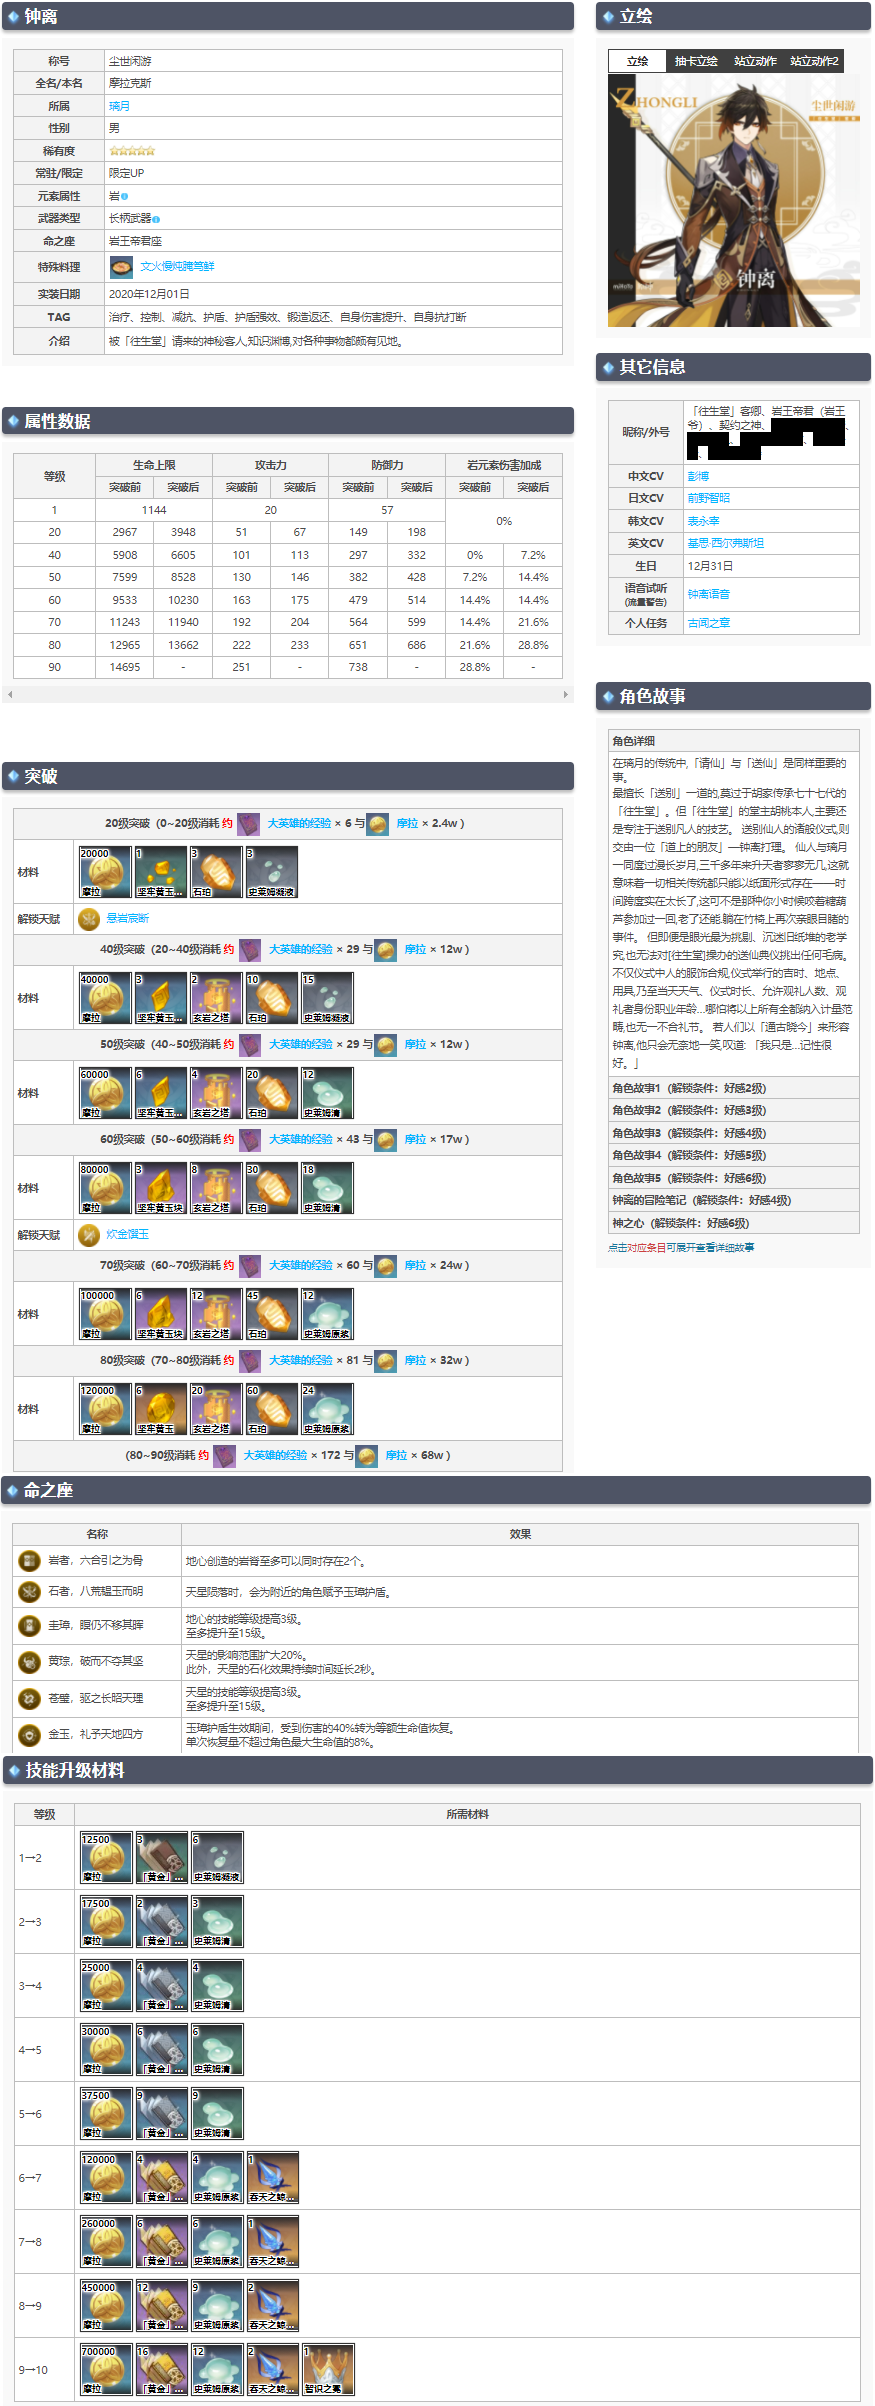 钟离
称号 尘世闲游
全名/本名 摩拉克斯
所属 璃月
性别 男
稀有度
常驻/限定 限定UP
元素属性 岩
武器类型 长柄武器
命之座 岩王帝君座
特殊料理 文火慢炖腌笃鲜
实装日期 2020年12月01日
TAG 治疗、控制、减抗、护盾、护盾强效、锻造返还、自身伤害提升、自身抗打断
介绍 被「往生堂」请来的神秘客人,知识渊博,对各种事物都颇有见地。
立绘
立绘 抽卡立绘 站立动作 站立动作2
ZHONGLI
尘世闲游
钟离
其它信息
昵称/外号 「往生堂」客卿、岩王帝君（岩王
爷）、契约之神、
中文CV 彭博
日文CV 前野智昭
韩文CV 表永宰
英文CV 基思·西尔弗斯坦
生日 12月31日
语音试听
(流量警告)
钟离语音
个人任务 古闻之章
属性数据
等级 生命上限 攻击力 防御力 岩元素伤害加成
突破前 突破后 突破前 突破后 突破前 突破后 突破前 突破后
1 1144 20 57 0%
20 2967 3948 51 67 149 198
40 5908 6605 101 113 297 332 0% 7.2%
50 7599 8528 130 146 382 428 7.2% 14.4%
60 9533 10230 163 175 479 514 14.4% 14.4%
70 11243 11940 192 204 564 599 14.4% 21.6%
80 12965 13662 222 233 651 686 21.6% 28.8%
90 14695 - 251 - 738 - 28.8% -
角色故事
角色详细
在璃月的传统中,「请仙」与「送仙」是同样重要的
事。
最擅长「送别」一道的,莫过于胡家传承七十七代的
「往生堂」。但「往生堂」的堂主胡桃本人,主要还
是专注于送别凡人的技艺。 送别仙人的诸般仪式,则
交由一位「道上的朋友」—钟离打理。 仙人与璃月
一同度过漫长岁月,三千多年来升天者寥寥无几,这就
意味着一切相关传统都只能以纸面形式存在——时
间跨度实在太长了,这可不是那种你小时候咬着糖葫
芦参加过一回,老了还能.躺在竹椅上再次亲眼目睹的
事件。 但即便是眼光最为挑剔、沉迷旧纸堆的老学
究,也无法对[往生堂]操办的送仙典仪挑出任何毛病。
不仅仪式中人的服饰合规,仪式举行的吉时、地点、
用具,乃至当天天气、仪式时长、允许观礼人数、观
礼者身份职业年龄...哪怕将以上所有全都纳入计量范
畴,也无一不合礼节。 若人们以「通古晓今」来形容
钟离,他只会无奈地一笑,叹道: 「我只是...记性很
好。」
角色故事1（解锁条件：好感2级)
角色故事2（解锁条件：好感3级)
角色故事3（解锁条件：好感4级)
角色故事4（解锁条件：好感5级)
角色故事5（解锁条件：好感6级)
钟离的冒险笔记（解锁条件：好感4级)
神之心（解锁条件：好感6级)
点击对应条目可展开查看详细故事
突破
20级突破（0~20级消耗 约 大英雄的经验 × 6 与 摩拉 × 2.4w ）
材料
20000 1 3 3
摩拉 坚牢黄玉... 石珀 史莱姆凝液
解锁天赋 悬岩宸断
40级突破（20~40级消耗 约 大英雄的经验 × 29 与 摩拉 × 12w ）
材料
40000 3 2 10 15
摩拉 坚牢黄玉... 玄岩之塔 石珀 史莱姆凝液
50级突破（40~50级消耗 约 大英雄的经验 × 29 与 摩拉 × 12w ）
材料
60000 6 4 20 12
摩拉 坚牢黄玉... 玄岩之塔 石珀 史莱姆清
60级突破（50~60级消耗 约 大英雄的经验 × 43 与 摩拉 × 17w ）
材料
80000 3 8 30 18
摩拉 坚牢黄玉块 玄岩之塔 石珀 史莱姆清
解锁天赋 炊金馔玉
70级突破（60~70级消耗 约 大英雄的经验 × 60 与 摩拉 × 24w ）
材料
100000 6 12 45 12
摩拉 坚牢黄玉块 玄岩之塔 石珀 史莱姆原浆
80级突破（70~80级消耗 约 大英雄的经验 × 81 与 摩拉 × 32w ）
材料
120000 6 20 60 24
摩拉 坚牢黄玉 玄岩之塔 石珀 史莱姆原浆
(80~90级消耗 约 大英雄的经验 × 172 与 摩拉 × 68w ）
命之座
名称 效果
岩者，六合引之为骨 地心创造的岩脊至多可以同时存在2个。
石者，八荒韫玉而明 天星陨落时，会为附近的角色赋予玉璋护盾。
圭璋，暝仍不移其晖 地心的技能等级提高3级。
至多提升至15级。
黄琮，破而不夺其坚 天星的影响范围扩大20%。
此外，天星的石化效果持续时间延长2秒。
苍璧，驱之长昭天理 天星的技能等级提高3级。
至多提升至15级。
金玉，礼予天地四方 玉璋护盾生效期间，受到伤害的40%转为等额生命值恢复。
单次恢复量不超过角色最大生命值的8%。
技能升级材料
等级 所需材料
1→2
12500 3 6
摩拉 「黄金」... 史莱姆凝液
2→3
17500 2 3
摩拉 「黄金」... 史莱姆清
3→4
25000 4 4
摩拉 「黄金」... 史莱姆清
4→5
30000 6 6
摩拉 「黄金」... 史莱姆清
5→6
37500 9 9
摩拉 「黄金」... 史莱姆清
6→7
120000 4 4 1
摩拉 「黄金」... 史莱姆原浆 吞天之鲸...
7→8
260000 6 6 1
摩拉 「黄金」... 史莱姆原浆 吞天之鲸...
8→9
450000 12 9 2
摩拉 「黄金」... 史莱姆原浆 吞天之鲸...
9→10
700000 16 12 2 1
摩拉 「黄金」... 史莱姆原浆 吞天之鲸... 智识之冕